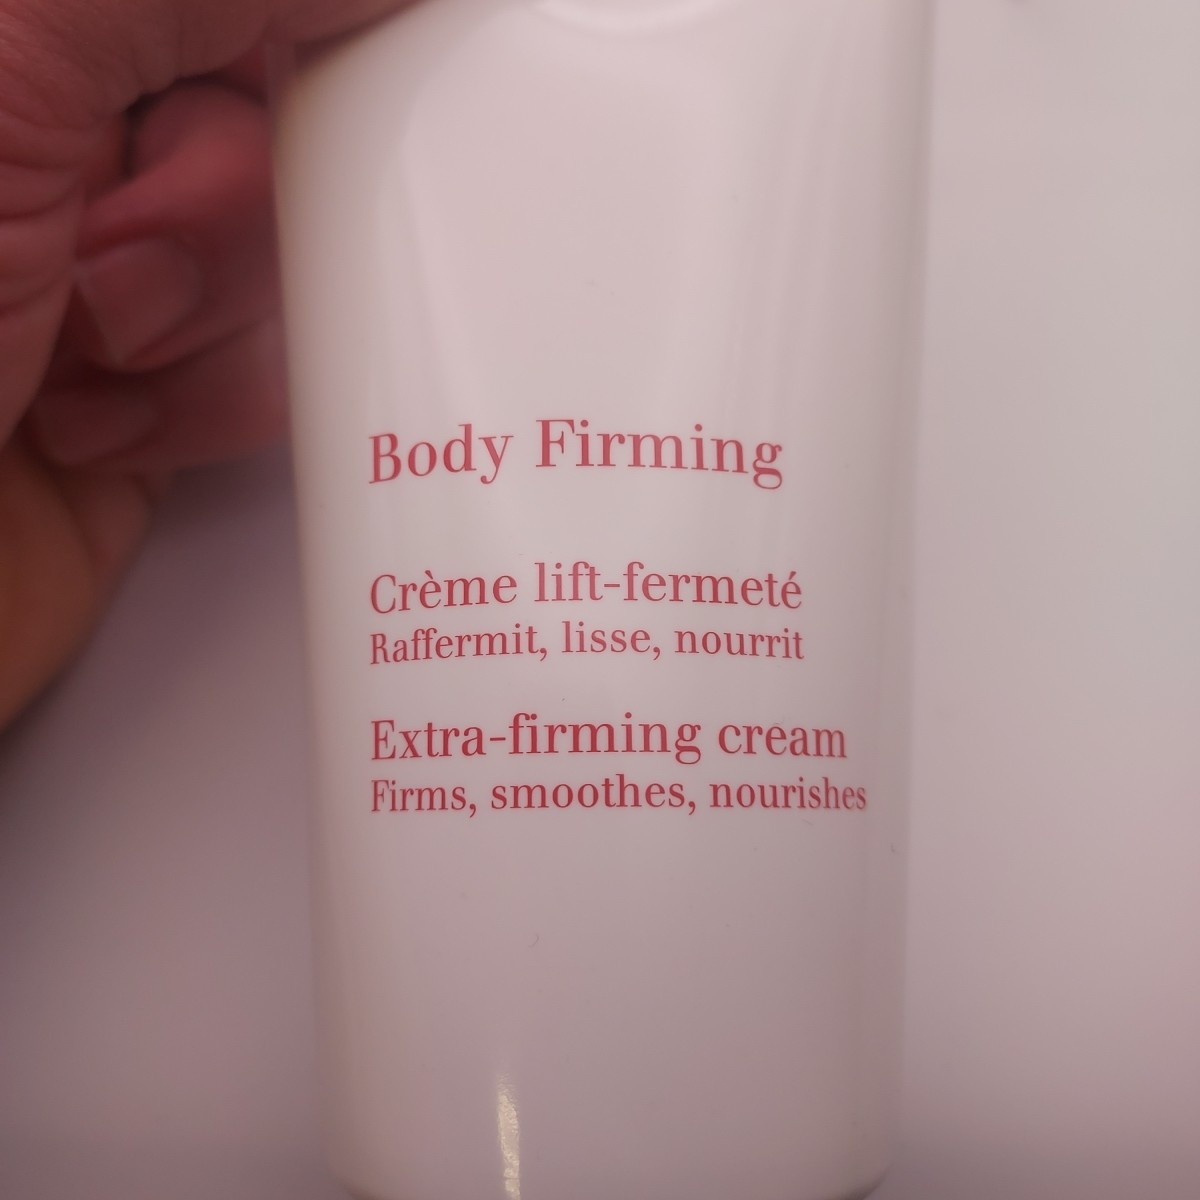 Body Firming
Crème lift-fermeté
Raffermit, lisse, nourrit
Extra-firming cream
Firms, smoothes, nourishes